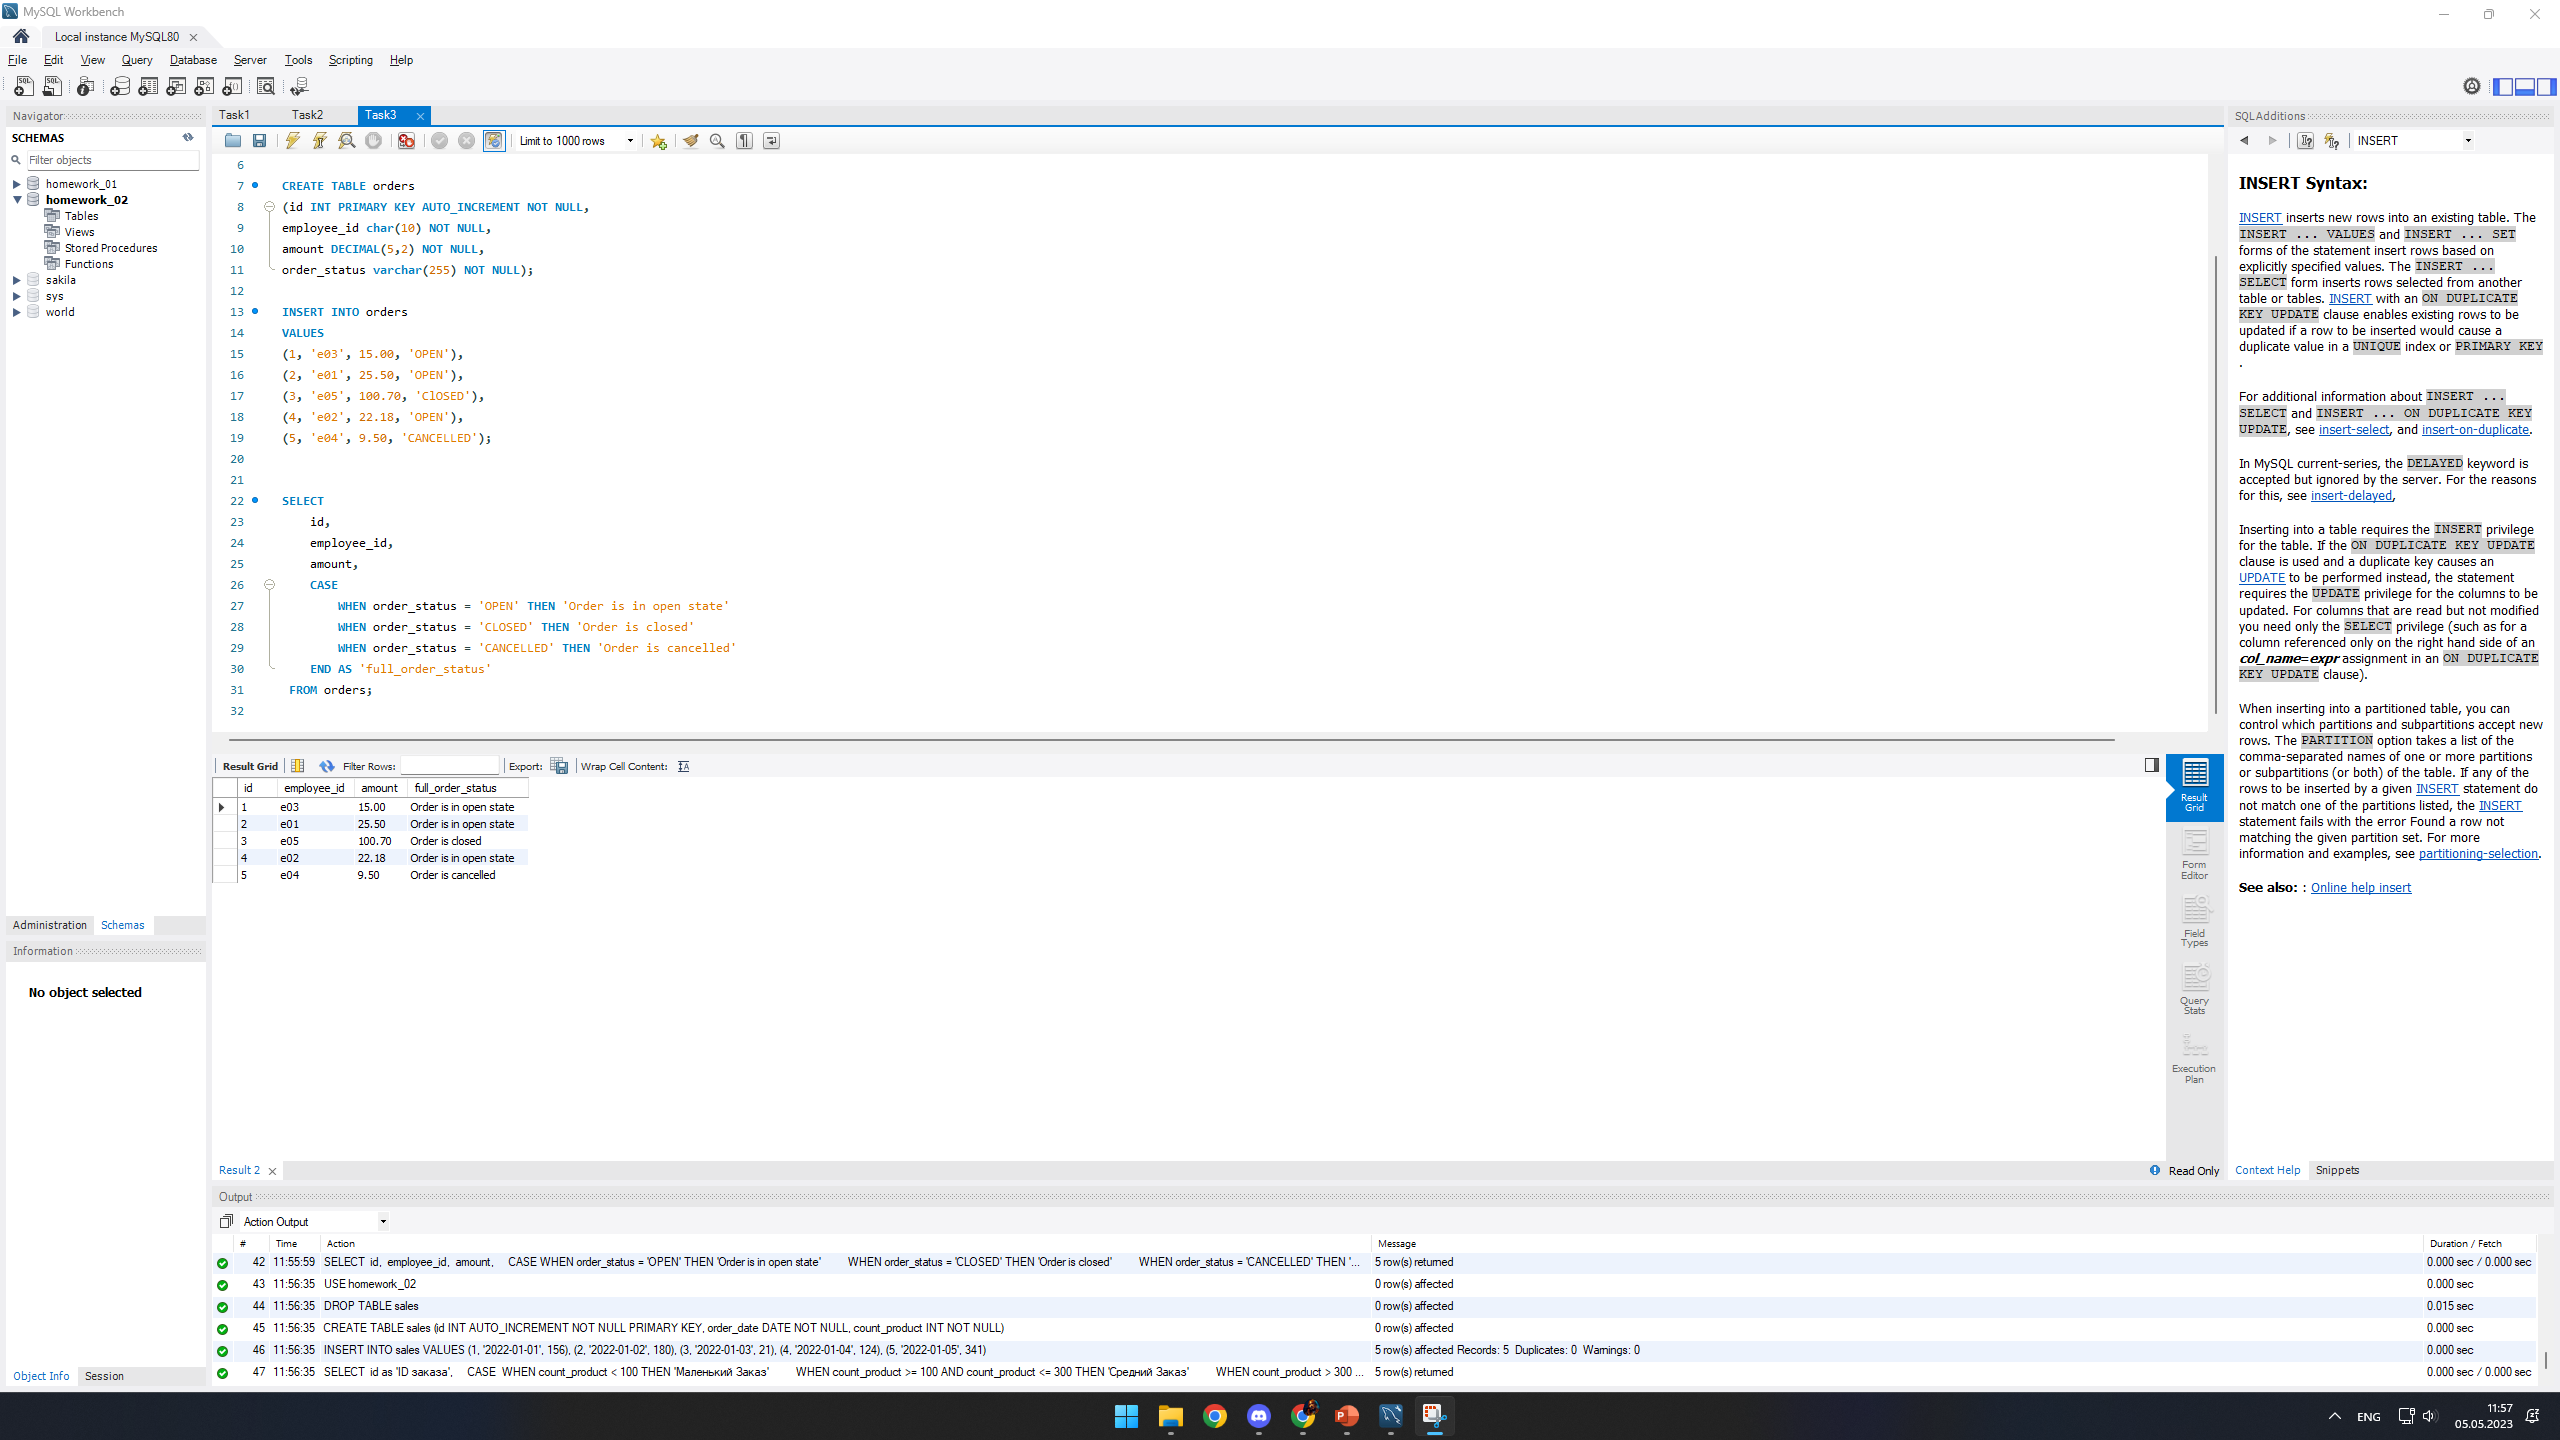 MySQL Workbench
Local instance MySQL80
File Edit View Query Database Server Tools Scripting Help
Navigator
SCHEMAS
Filter objects
homework_01
homework_02
Tables
Views
Stored Procedures
Functions
sakila
sys
world
Administration Schemas
Information
No object selected
Object Info Session
Task1 Task2 Task3
Limit to 1000 rows
6
7 CREATE TABLE orders
8 (id INT PRIMARY KEY AUTO_INCREMENT NOT NULL,
9 employee_id char(10) NOT NULL,
10 amount DECIMAL(5,2) NOT NULL,
11 order_status varchar(255) NOT NULL);
12
13 INSERT INTO orders
14 VALUES
15 (1, 'e03', 15.00, 'OPEN'),
16 (2, 'e01', 25.50, 'OPEN'),
17 (3, 'e05', 100.70, 'ClOSED'),
18 (4, 'e02', 22.18, 'OPEN'),
19 (5, 'e04', 9.50, 'CANCELLED');
20
21
22 SELECT
23 id,
24 employee_id,
25 amount,
26 CASE
27 WHEN order_status = 'OPEN' THEN 'Order is in open state'
28 WHEN order_status = 'CLOSED' THEN 'Order is closed'
29 WHEN order_status = 'CANCELLED' THEN 'Order is cancelled'
30 END AS 'full_order_status'
31 FROM orders;
32
Result Grid Filter Rows: Export: Wrap Cell Content:
id employee_id amount full_order_status
1 e03 15.00 Order is in open state
2 e01 25.50 Order is in open state
3 e05 100.70 Order is closed
4 e02 22.18 Order is in open state
5 e04 9.50 Order is cancelled
Result
Grid
Form
Editor
Field
Types
Query
Stats
Execution
Plan
Result 2
Read Only
Output
Action Output
# Time Action Message Duration / Fetch
42 11:55:59 SELECT id, employee_id, amount, CASE WHEN order_status = 'OPEN' THEN 'Order is in open state' WHEN order_status = 'CLOSED' THEN 'Order is closed' WHEN order_status = 'CANCELLED' THEN '... 5 row(s) returned 0.000 sec / 0.000 sec
43 11:56:35 USE homework_02 0 row(s) affected 0.000 sec
44 11:56:35 DROP TABLE sales 0 row(s) affected 0.015 sec
45 11:56:35 CREATE TABLE sales (id INT AUTO_INCREMENT NOT NULL PRIMARY KEY, order_date DATE NOT NULL, count_product INT NOT NULL) 0 row(s) affected 0.000 sec
46 11:56:35 INSERT INTO sales VALUES (1, '2022-01-01', 156), (2, '2022-01-02', 180), (3, '2022-01-03', 21), (4, '2022-01-04', 124), (5, '2022-01-05', 341) 5 row(s) affected Records: 5 Duplicates: 0 Warnings: 0 0.000 sec
47 11:56:35 SELECT id as 'ID заказа', CASE WHEN count_product < 100 THEN 'Маленький Заказ' WHEN count_product >= 100 AND count_product <= 300 THEN 'Средний Заказ' WHEN count_product > 300 ... 5 row(s) returned 0.000 sec / 0.000 sec
SQLAdditions
INSERT
INSERT Syntax:
INSERT inserts new rows into an existing table. The
INSERT ... VALUES and INSERT ... SET
forms of the statement insert rows based on
explicitly specified values. The INSERT ...
SELECT form inserts rows selected from another
table or tables. INSERT with an ON DUPLICATE
KEY UPDATE clause enables existing rows to be
updated if a row to be inserted would cause a
duplicate value in a UNIQUE index or PRIMARY KEY
.
For additional information about INSERT ...
SELECT and INSERT ... ON DUPLICATE KEY
UPDATE, see insert-select, and insert-on-duplicate.
In MySQL current-series, the DELAYED keyword is
accepted but ignored by the server. For the reasons
for this, see insert-delayed,
Inserting into a table requires the INSERT privilege
for the table. If the ON DUPLICATE KEY UPDATE
clause is used and a duplicate key causes an
UPDATE to be performed instead, the statement
requires the UPDATE privilege for the columns to be
updated. For columns that are read but not modified
you need only the SELECT privilege (such as for a
column referenced only on the right hand side of an
col_name=expr assignment in an ON DUPLICATE
KEY UPDATE clause).
When inserting into a partitioned table, you can
control which partitions and subpartitions accept new
rows. The PARTITION option takes a list of the
comma-separated names of one or more partitions
or subpartitions (or both) of the table. If any of the
rows to be inserted by a given INSERT statement do
not match one of the partitions listed, the INSERT
statement fails with the error Found a row not
matching the given partition set. For more
information and examples, see partitioning-selection.
See also: : Online help insert
Context Help Snippets
ENG
11:57
05.05.2023